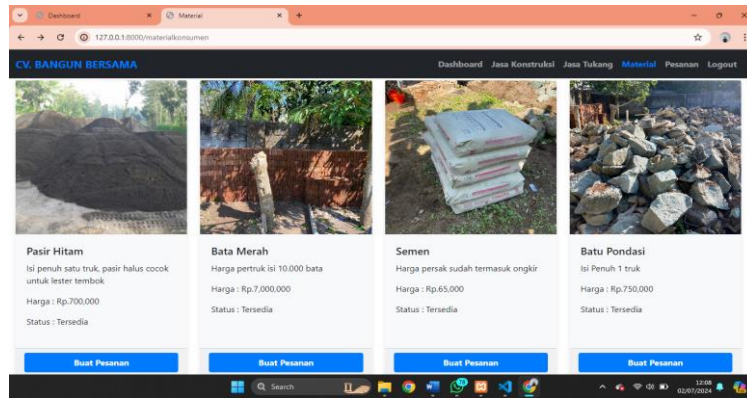 Dashboard
Material
127.0.0.1:8000/materialkonsumen
CV. BANGUN BERSAMA
Dashboard Jasa Konstruksi Jasa Tukang Material Pesanan Logout
Pasir Hitam
Isi penuh satu truk, pasir halus cocok
untuk lester tembok
Harga : Rp.700,000
Status : Tersedia
Buat Pesanan
Bata Merah
Harga pertruk isi 10.000 bata
Harga : Rp.7,000,000
Status : Tersedia
Buat Pesanan
Semen
Harga persak sudah termasuk ongkir
Harga : Rp.65,000
Status : Tersedia
Buat Pesanan
Batu Pondasi
Isi Penuh 1 truk
Harga : Rp.750,000
Status : Tersedia
Buat Pesanan
Search
12:08
02/07/2024